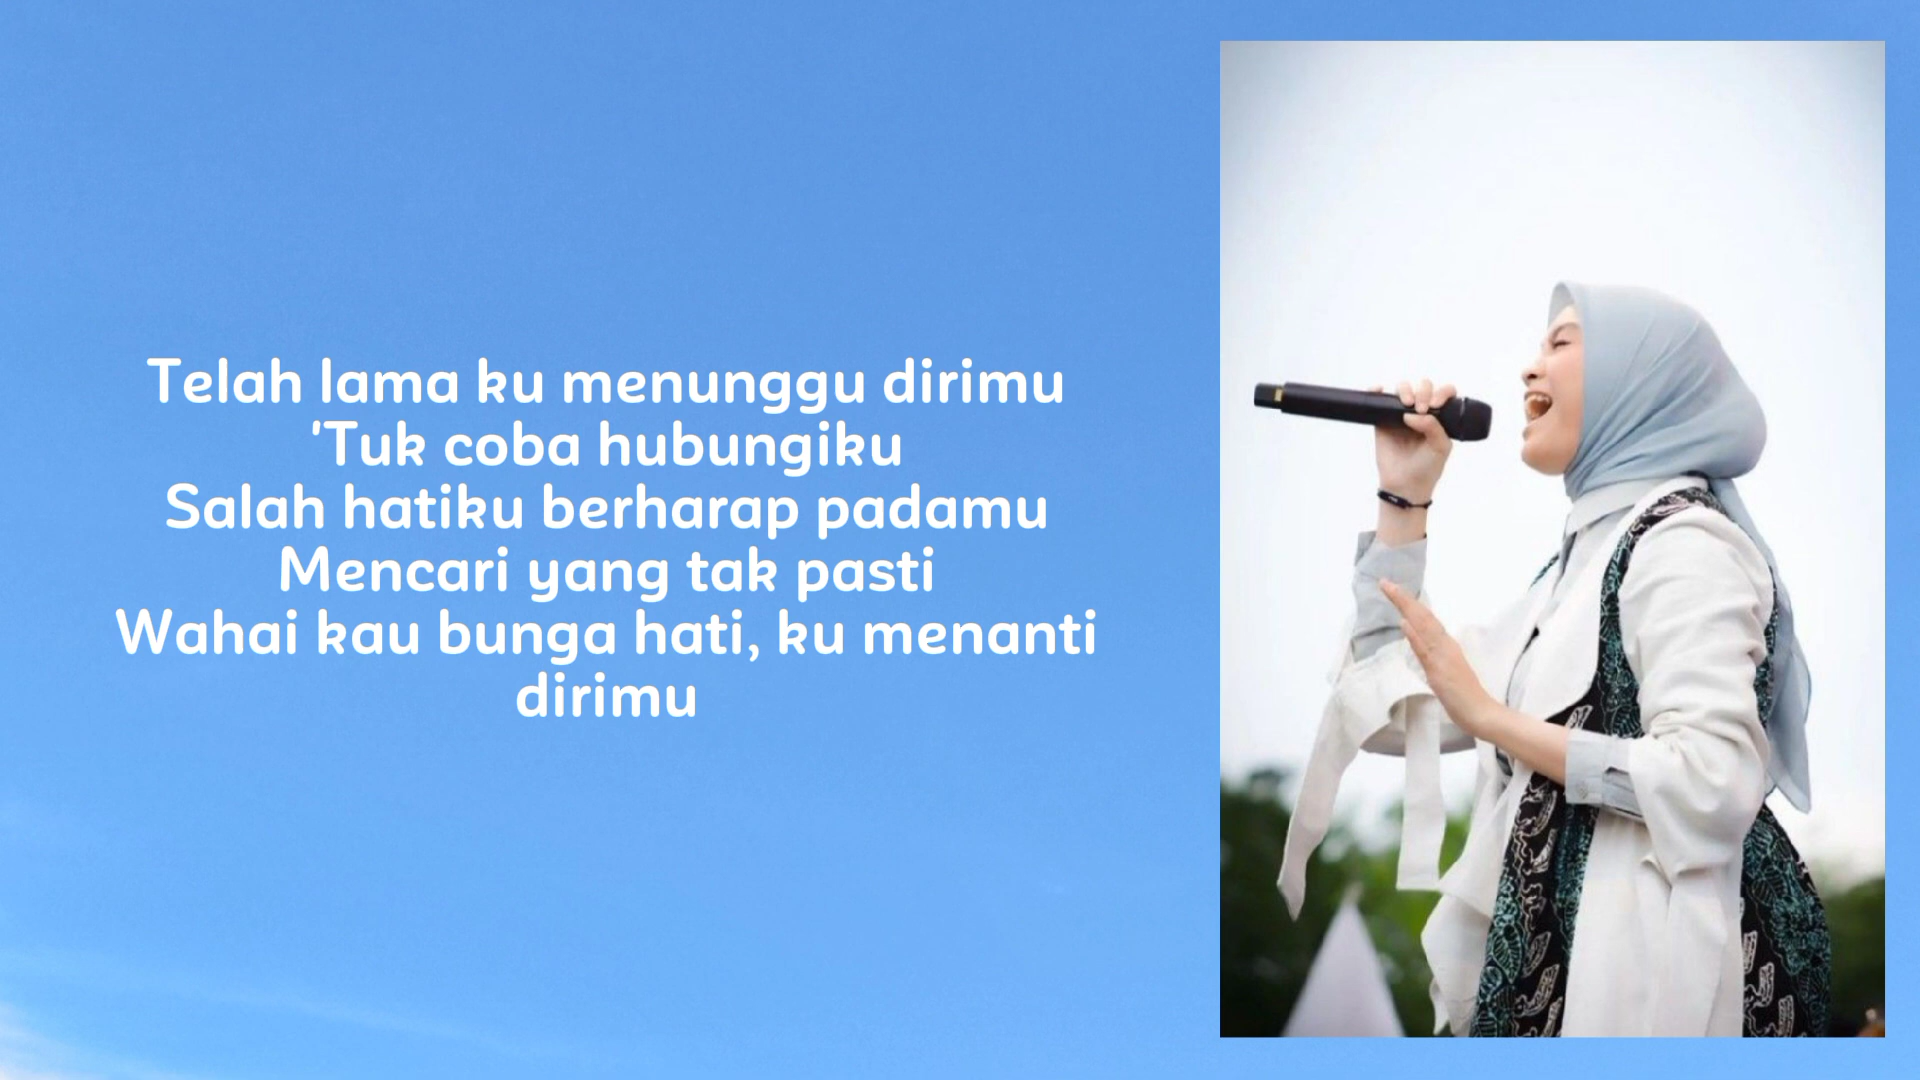 Telah lama ku menunggu dirimu
'Tuk coba hubungiku
Salah hatiku berharap padamu
Mencari yang tak pasti
Wahai kau bunga hati, ku menanti
dirimu